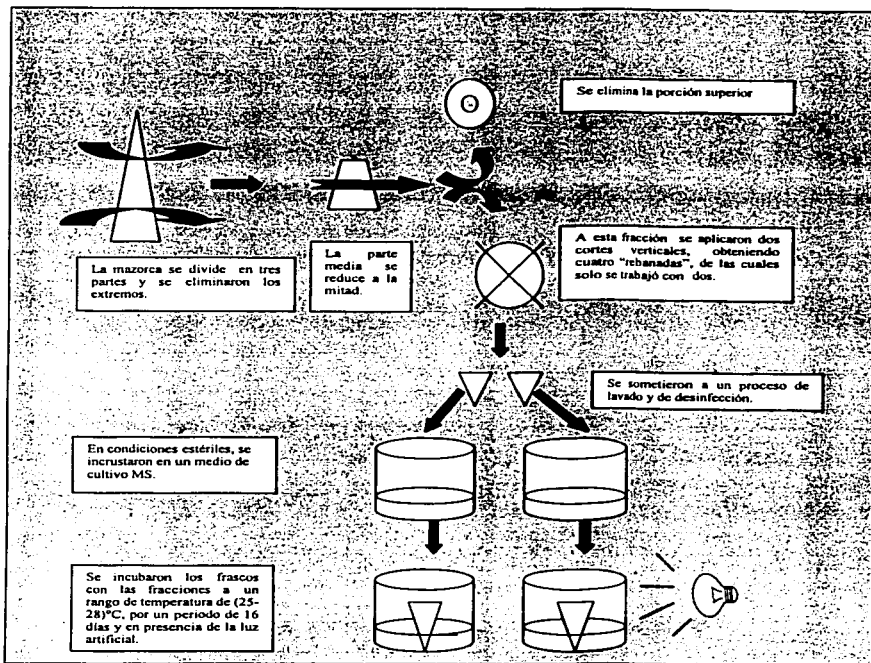 Se elimina la porción superior
La mazorca se divide en tres
partes y se eliminaron los
extremos.
La parte
media se
reduce a la
mitad.
A esta fracción se aplicaron dos
cortes verticales, obteniendo
cuatro “rebanadas”, de las cuales
solo se trabajó con dos.
Se sometieron a un proceso de
lavado y de desinfección.
En condiciones estériles, se
incrustaron en un medio de
cultivo MS.
Se incubaron los frascos
con las fracciones a un
rango de temperatura de (25-
28)°C, por un periodo de 16
días y en presencia de la luz
artificial.